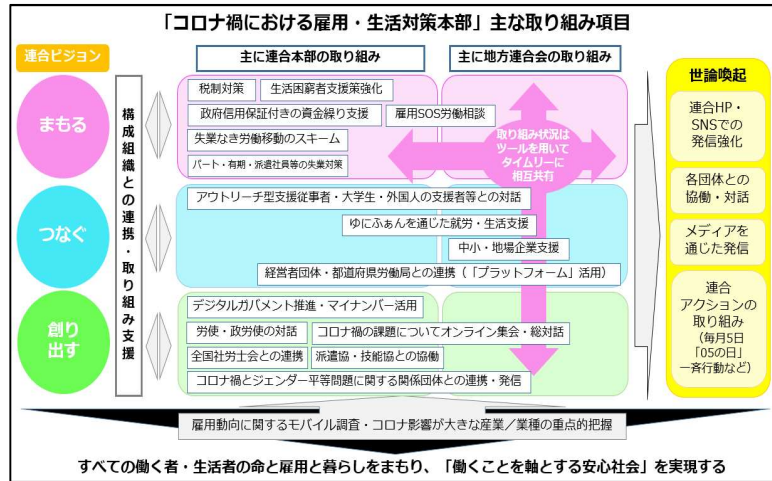 「コロナ禍における雇用・生活対策本部」主な取り組み項目
連合ビジョン
主に連合本部の取り組み
主に地方連合会の取り組み
まもる
つなぐ
創り
出す
構成組織との連携・取り組み支援
税制対策
生活困窮者支援策強化
政府信用保証付きの資金繰り支援
雇用SOS労働相談
失業なき労働移動のスキーム
パート・有期・派遣社員等の失業対策
取り組み状況は
ツールを用いて
タイムリーに
相互共有
アウトリーチ型支援従事者・大学生・外国人の支援者等との対話
ゆにふぁんを通じた就労・生活支援
中小・地場企業支援
経営者団体・都道府県労働局との連携(「プラットフォーム」活用)
デジタルガバメント推進・マイナンバー活用
労使・政労使の対話
コロナ禍の課題についてオンライン集会・総対話
全国社労士会との連携
派遣協・技能協との協働
コロナ禍とジェンダー平等問題に関する関係団体との連携・発信
世論喚起
連合HP・
SNSでの
発信強化
各団体との
協働・対話
メディアを
通じた発信
連合
アクションの
取り組み
(毎月5日
「05の日」
一斉行動など)
雇用動向に関するモバイル調査・コロナ影響が大きな産業／業種の重点的把握
すべての働く者・生活者の命と雇用と暮らしをまもり、「働くことを軸とする安心社会」を実現する